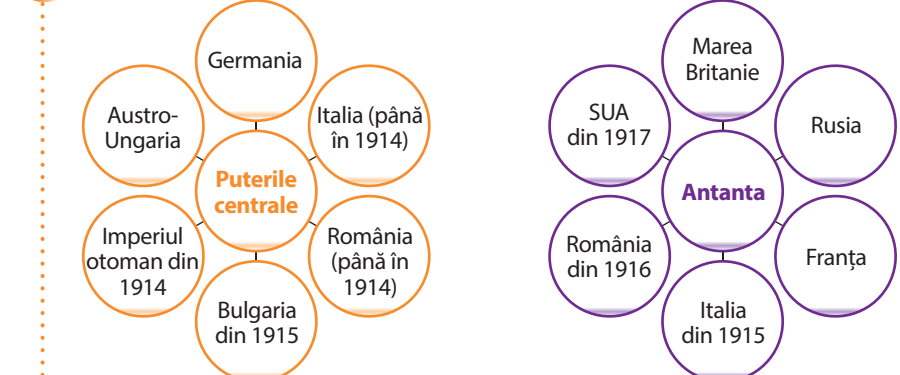 Germania
Italia (până
în 1914)
România
(până în
1914)
Bulgaria
din 1915
Imperiul
otoman din
1914
Austro-
Ungaria
Puterile
centrale
Marea
Britanie
Rusia
Franța
Italia
din 1915
România
din 1916
SUA
din 1917
Antanta